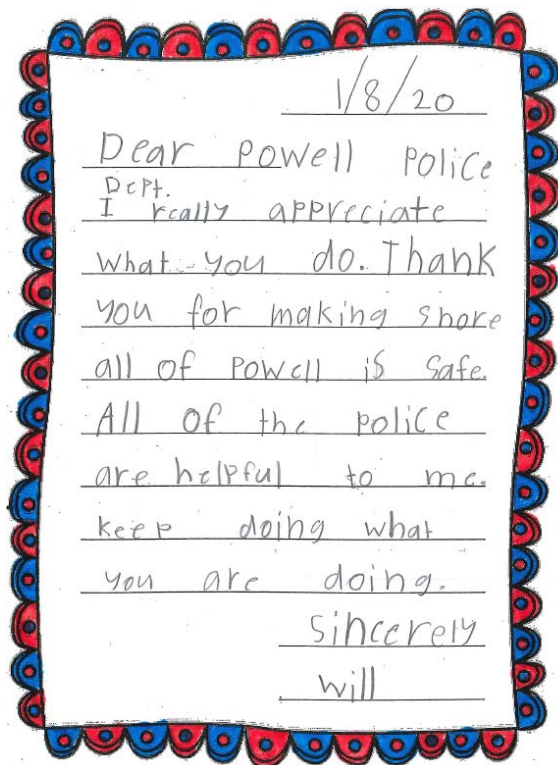 1/8/20
Dear Powell Police
Dept.
I really appreciate
what you do. Thank
you for making shore
all of Powell is safe.
All of the police
are helpful to me.
keep doing what
you are doing.
Sincerely
will